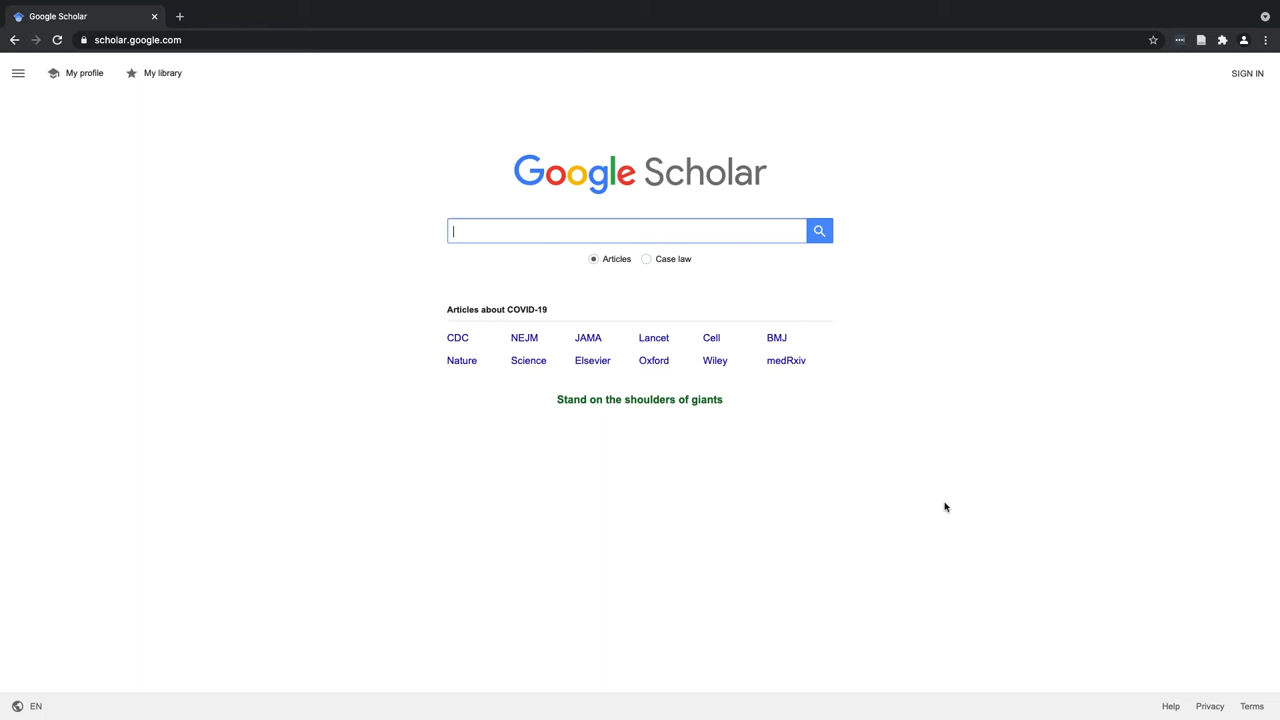 Google Scholar
scholar.google.com
My profile My library SIGN IN
Google Scholar
Articles Case law
Articles about COVID-19
CDC NEJM JAMA Lancet Cell BMJ
Nature Science Elsevier Oxford Wiley medRxiv
Stand on the shoulders of giants
EN Help Privacy Terms